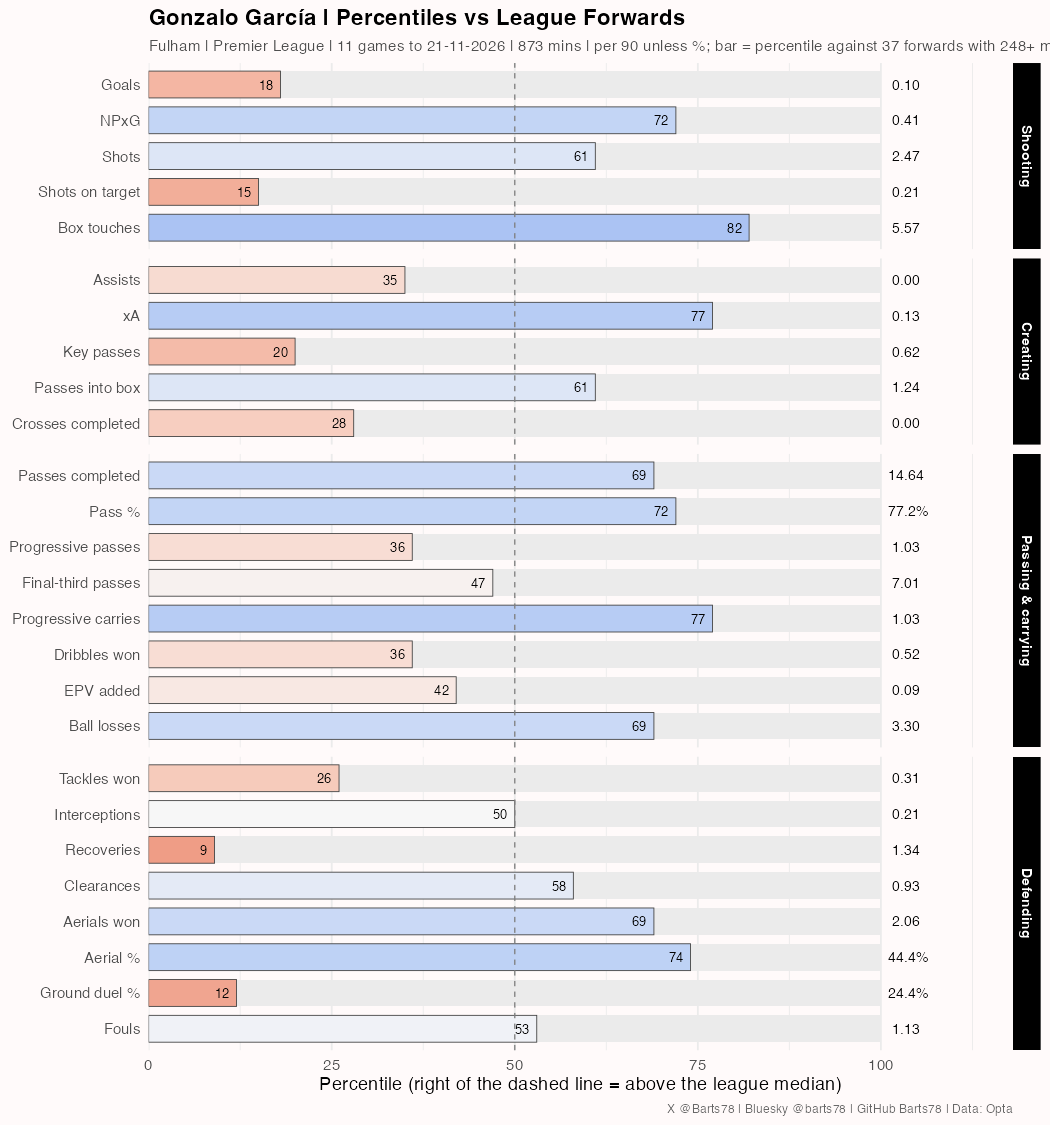 Gonzalo García | Percentiles vs League Forwards
Fulham | Premier League | 11 games to 21-11-2026 | 873 mins | per 90 unless %; bar = percentile against 37 forwards with 248+ m
Shooting
Goals 18 0.10
NPxG 72 0.41
Shots 61 2.47
Shots on target 15 0.21
Box touches 82 5.57
Creating
Assists 35 0.00
xA 77 0.13
Key passes 20 0.62
Passes into box 61 1.24
Crosses completed 28 0.00
Passing & carrying
Passes completed 69 14.64
Pass % 72 77.2%
Progressive passes 36 1.03
Final-third passes 47 7.01
Progressive carries 77 1.03
Dribbles won 36 0.52
EPV added 42 0.09
Ball losses 69 3.30
Defending
Tackles won 26 0.31
Interceptions 50 0.21
Recoveries 9 1.34
Clearances 58 0.93
Aerials won 69 2.06
Aerial % 74 44.4%
Ground duel % 12 24.4%
Fouls 53 1.13
0 25 50 75 100
Percentile (right of the dashed line = above the league median)
X @Barts78 | Bluesky @barts78 | GitHub Barts78 | Data: Opta